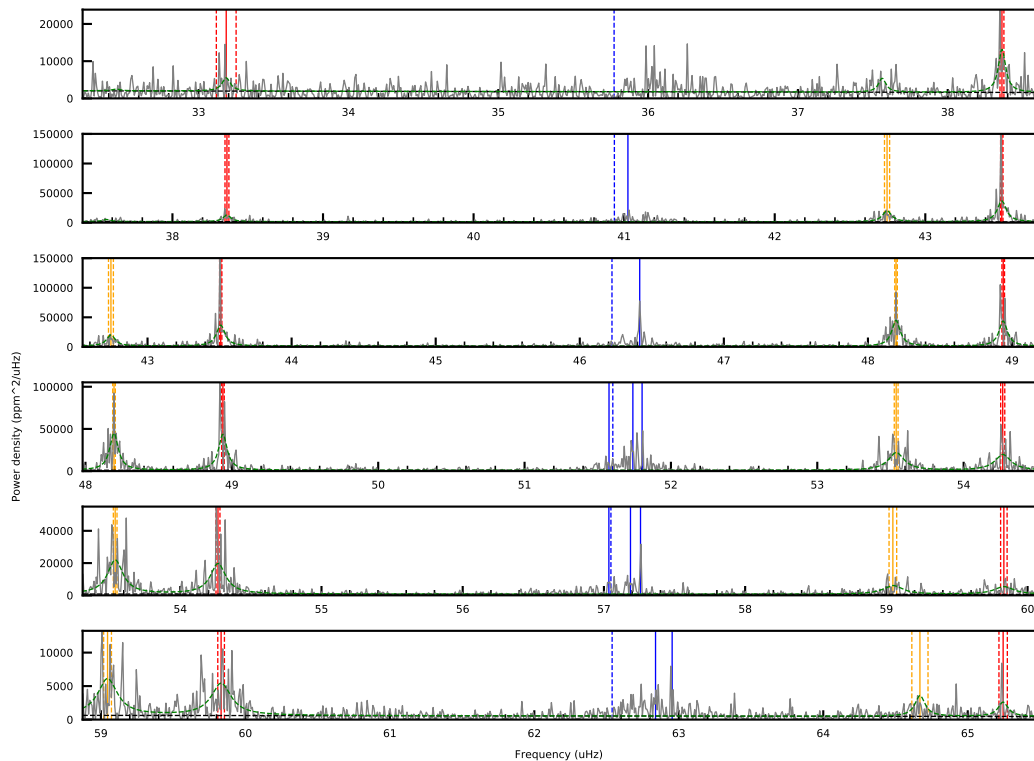 20000
10000
0
33 34 35 36 37 38
150000
100000
50000
0
38 39 40 41 42 43
150000
100000
50000
0
43 44 45 46 47 48 49
100000
50000
0
48 49 50 51 52 53 54
40000
20000
0
54 55 56 57 58 59 60
10000
5000
0
59 60 61 62 63 64 65
Power density (ppm^2/uHz)
Frequency (uHz)